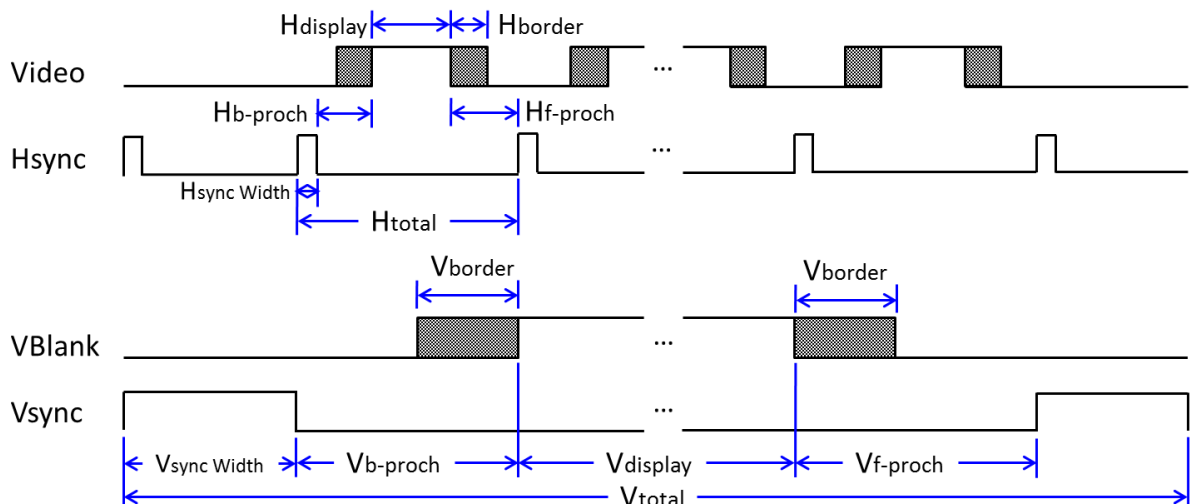 Hdisplay Hborder
Video ...
Hb-proch Hf-proch
Hsync ...
Hsync Width
Htotal
Vborder Vborder
VBlank ...
Vsync ...
Vsync Width Vb-proch Vdisplay Vf-proch
Vtotal